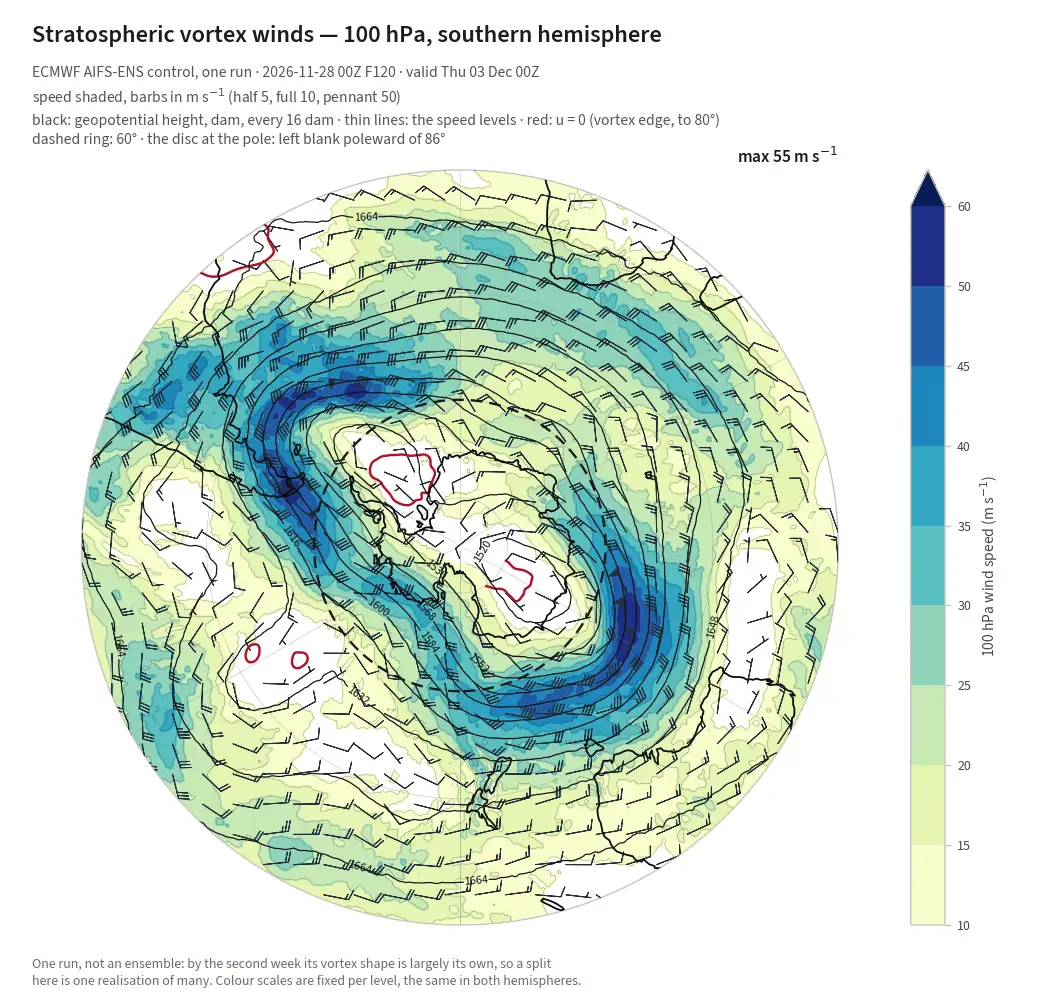 Stratospheric vortex winds — 100 hPa, southern hemisphere
ECMWF AIFS-ENS control, one run · 2026-11-28 00Z F120 · valid Thu 03 Dec 00Z
speed shaded, barbs in m s⁻¹ (half 5, full 10, pennant 50)
black: geopotential height, dam, every 16 dam · thin lines: the speed levels · red: u = 0 (vortex edge, to 80°)
dashed ring: 60° · the disc at the pole: left blank poleward of 86°
max 55 m s⁻¹
1664
1616
1520
1600
1568
1584
1648
1632
1664
1664
60
50
45
40
35
30
25
20
15
10
100 hPa wind speed (m s⁻¹)
One run, not an ensemble: by the second week its vortex shape is largely its own, so a split
here is one realisation of many. Colour scales are fixed per level, the same in both hemispheres.